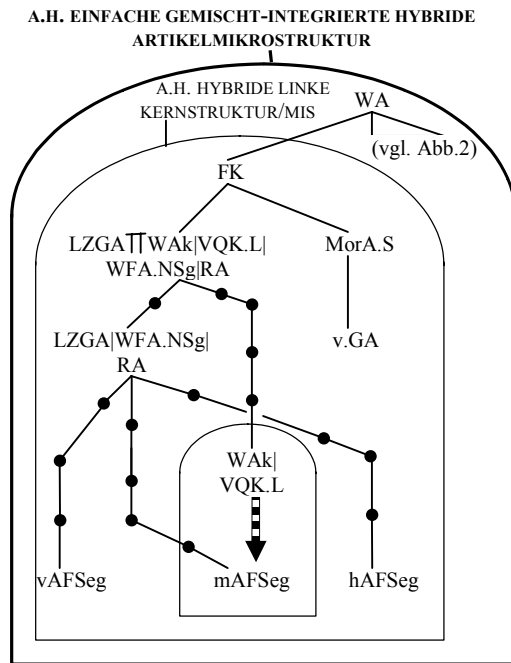 A.H. EINFACHE GEMISCHT-INTEGRIERTE HYBRIDE
ARTIKELMIKROSTRUKTUR
A.H. HYBRIDE LINKE
KERNSTRUKTUR/MIS
WA
(vgl. Abb.2)
FK
LZGA WAk|VQK.L|
WFA.NSg|RA
MorA.S
LZGA|WFA.NSg|
RA
v.GA
WAk|
VQK.L
vAFSeg
mAFSeg
hAFSeg